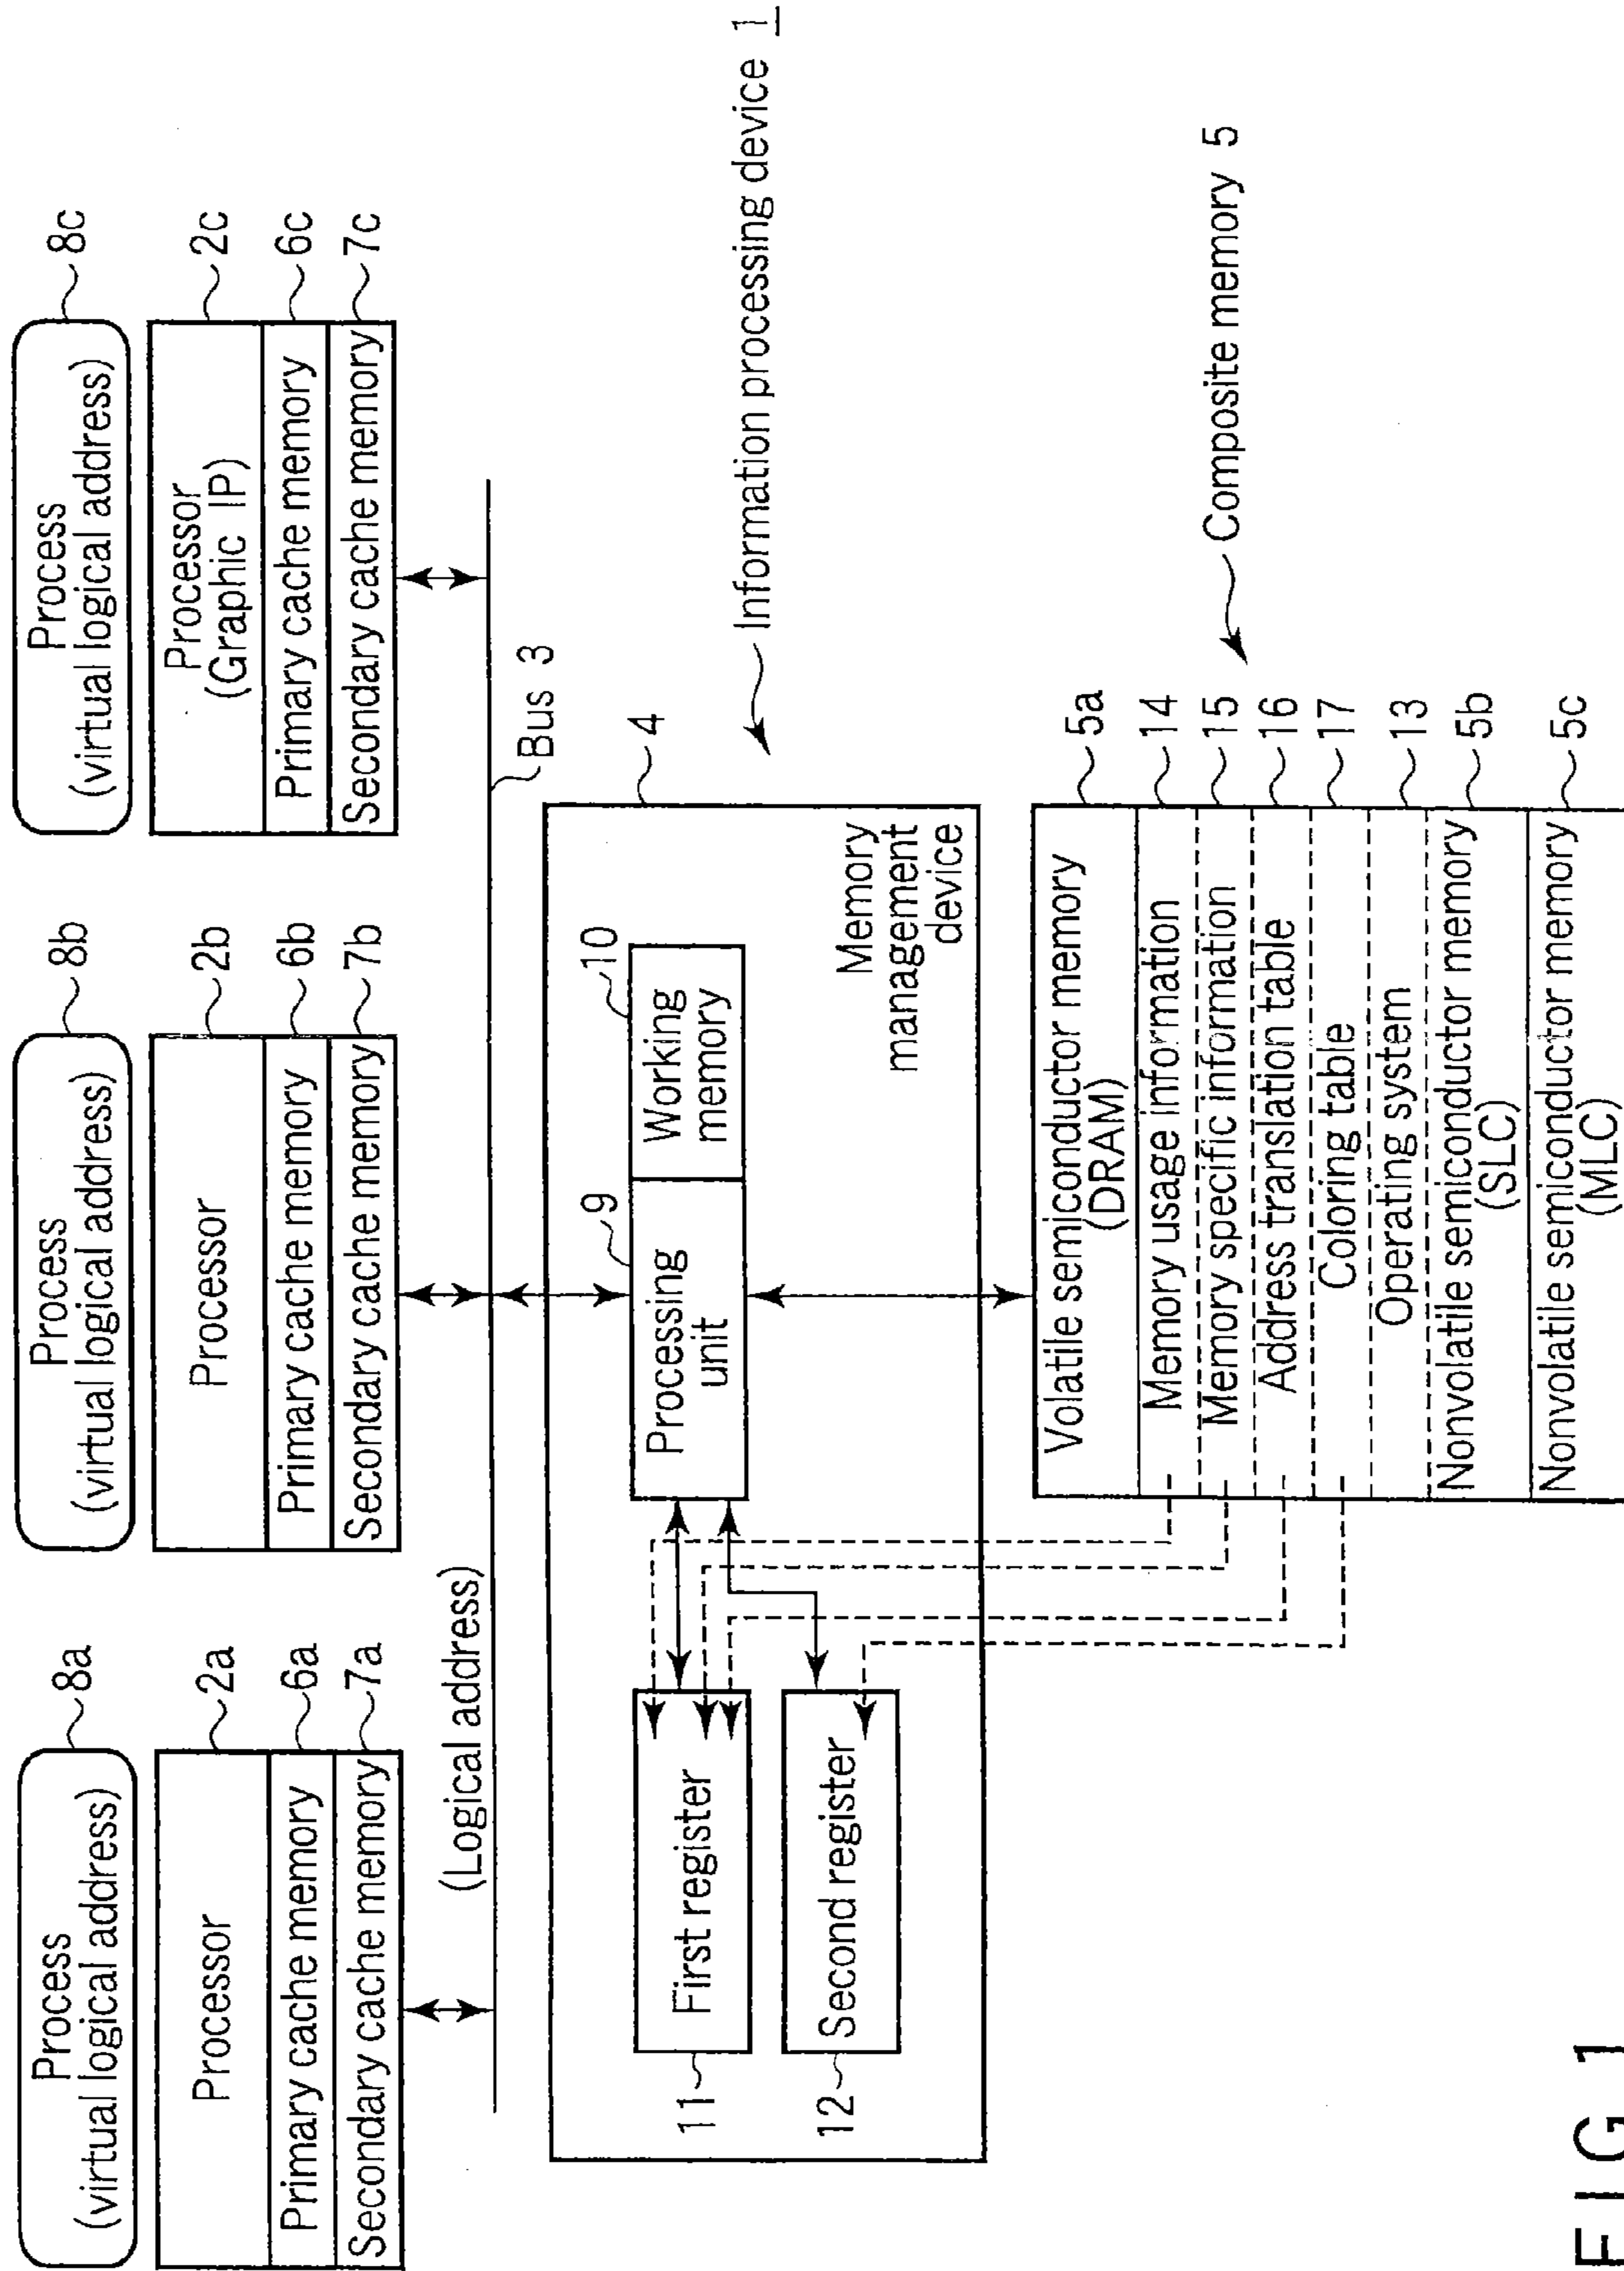 Process
(virtual logical address)
8a
Processor
2a
Primary cache memory
6a
Secondary cache memory
7a
Process
(virtual logical address)
8b
Processor
2b
Primary cache memory
6b
Secondary cache memory
7b
Process
(virtual logical address)
8c
Processor
(Graphic IP)
2c
Primary cache memory
6c
Secondary cache memory
7c
(Logical address)
Bus 3
4
Information processing device 1
First register
11
Second register
12
Processing
unit
9
Working
memory
10
Memory
management
device
Composite memory 5
Volatile semiconductor memory
(DRAM)
5a
Memory usage information
14
Memory specific information
15
Address translation table
16
Coloring table
17
Operating system
13
Nonvolatile semiconductor memory
(SLC)
5b
Nonvolatile semiconductor memory
(MLC)
5c
FIG. 1